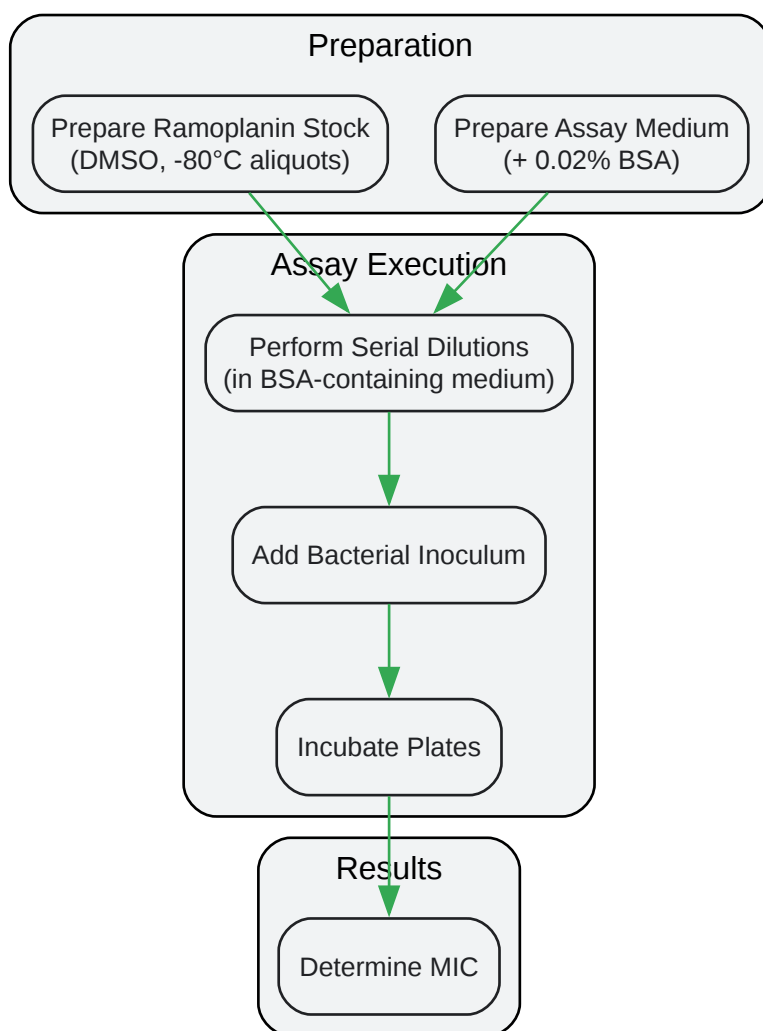 Preparation
Prepare Ramoplanin Stock
(DMSO, -80°C aliquots)
Prepare Assay Medium
(+ 0.02% BSA)
Assay Execution
Perform Serial Dilutions
(in BSA-containing medium)
Add Bacterial Inoculum
Incubate Plates
Results
Determine MIC